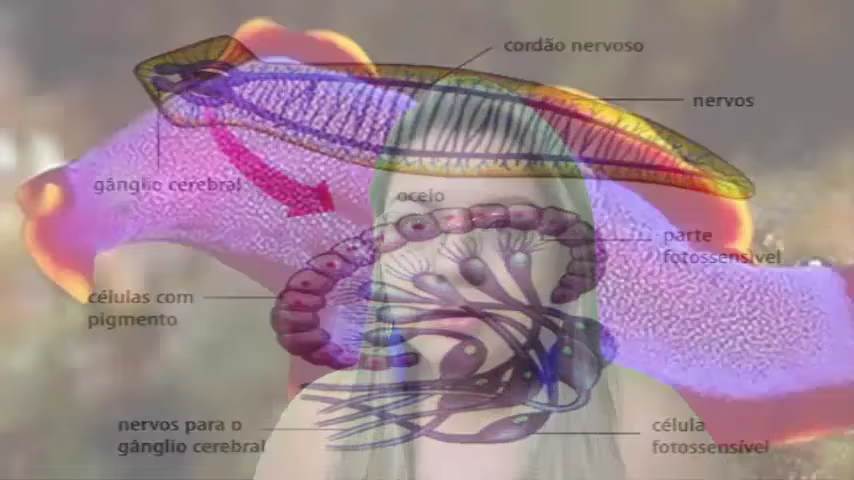 cordão nervoso
nervos
gânglio cerebral
ocelo
parte
fotossensível
células com
pigmento
nervos para o
gânglio cerebral
célula
fotossensível